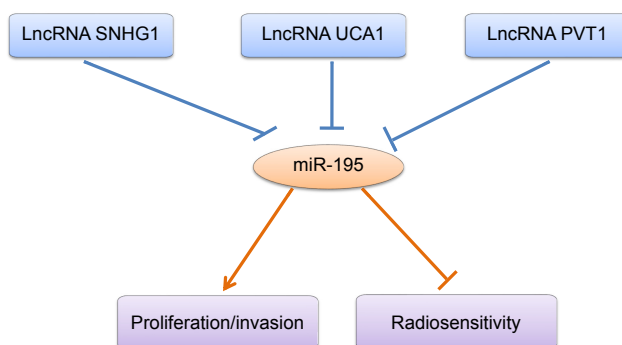 LncRNA SNHG1
LncRNA UCA1
LncRNA PVT1
miR-195
Proliferation/invasion
Radiosensitivity